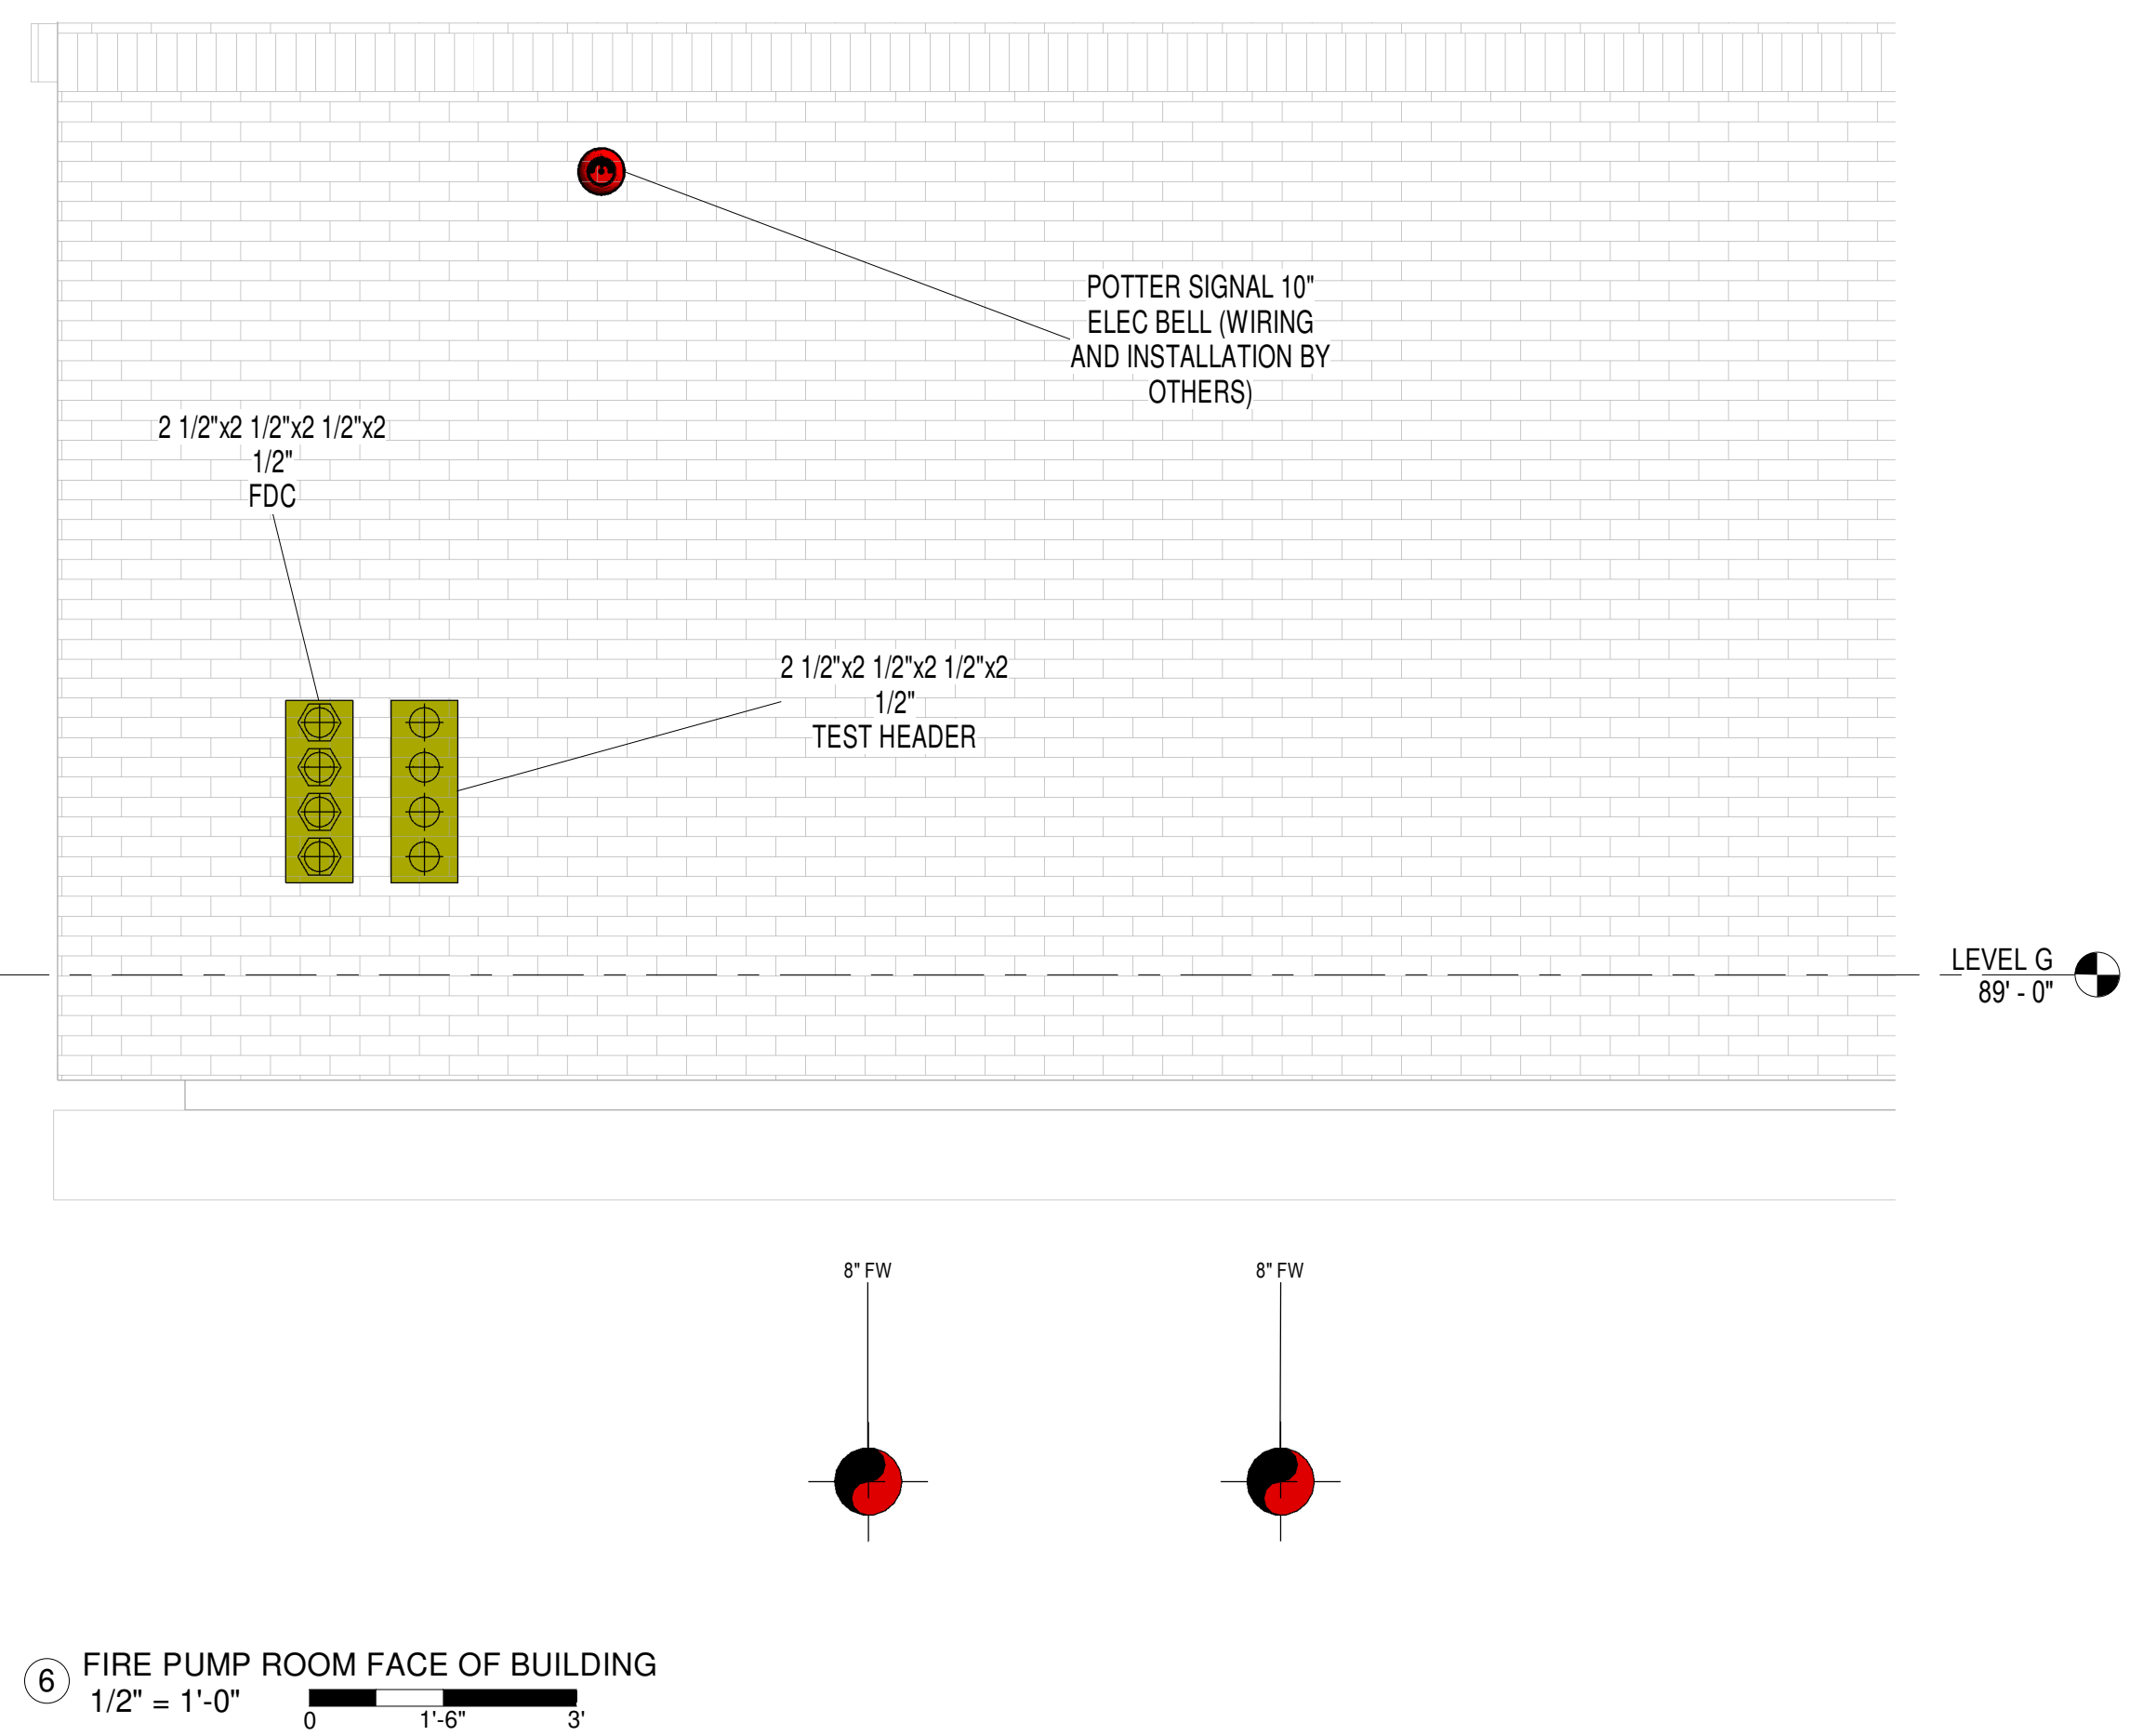 POTTER SIGNAL 10"
ELEC BELL (WIRING
AND INSTALLATION BY
OTHERS)
2 1/2"x2 1/2"x2 1/2"x2
1/2"
FDC
2 1/2"x2 1/2"x2 1/2"x2
1/2"
TEST HEADER
LEVEL G
89' - 0"
8" FW
8" FW
6
FIRE PUMP ROOM FACE OF BUILDING
1/2" = 1'-0"
0 1'-6" 3'